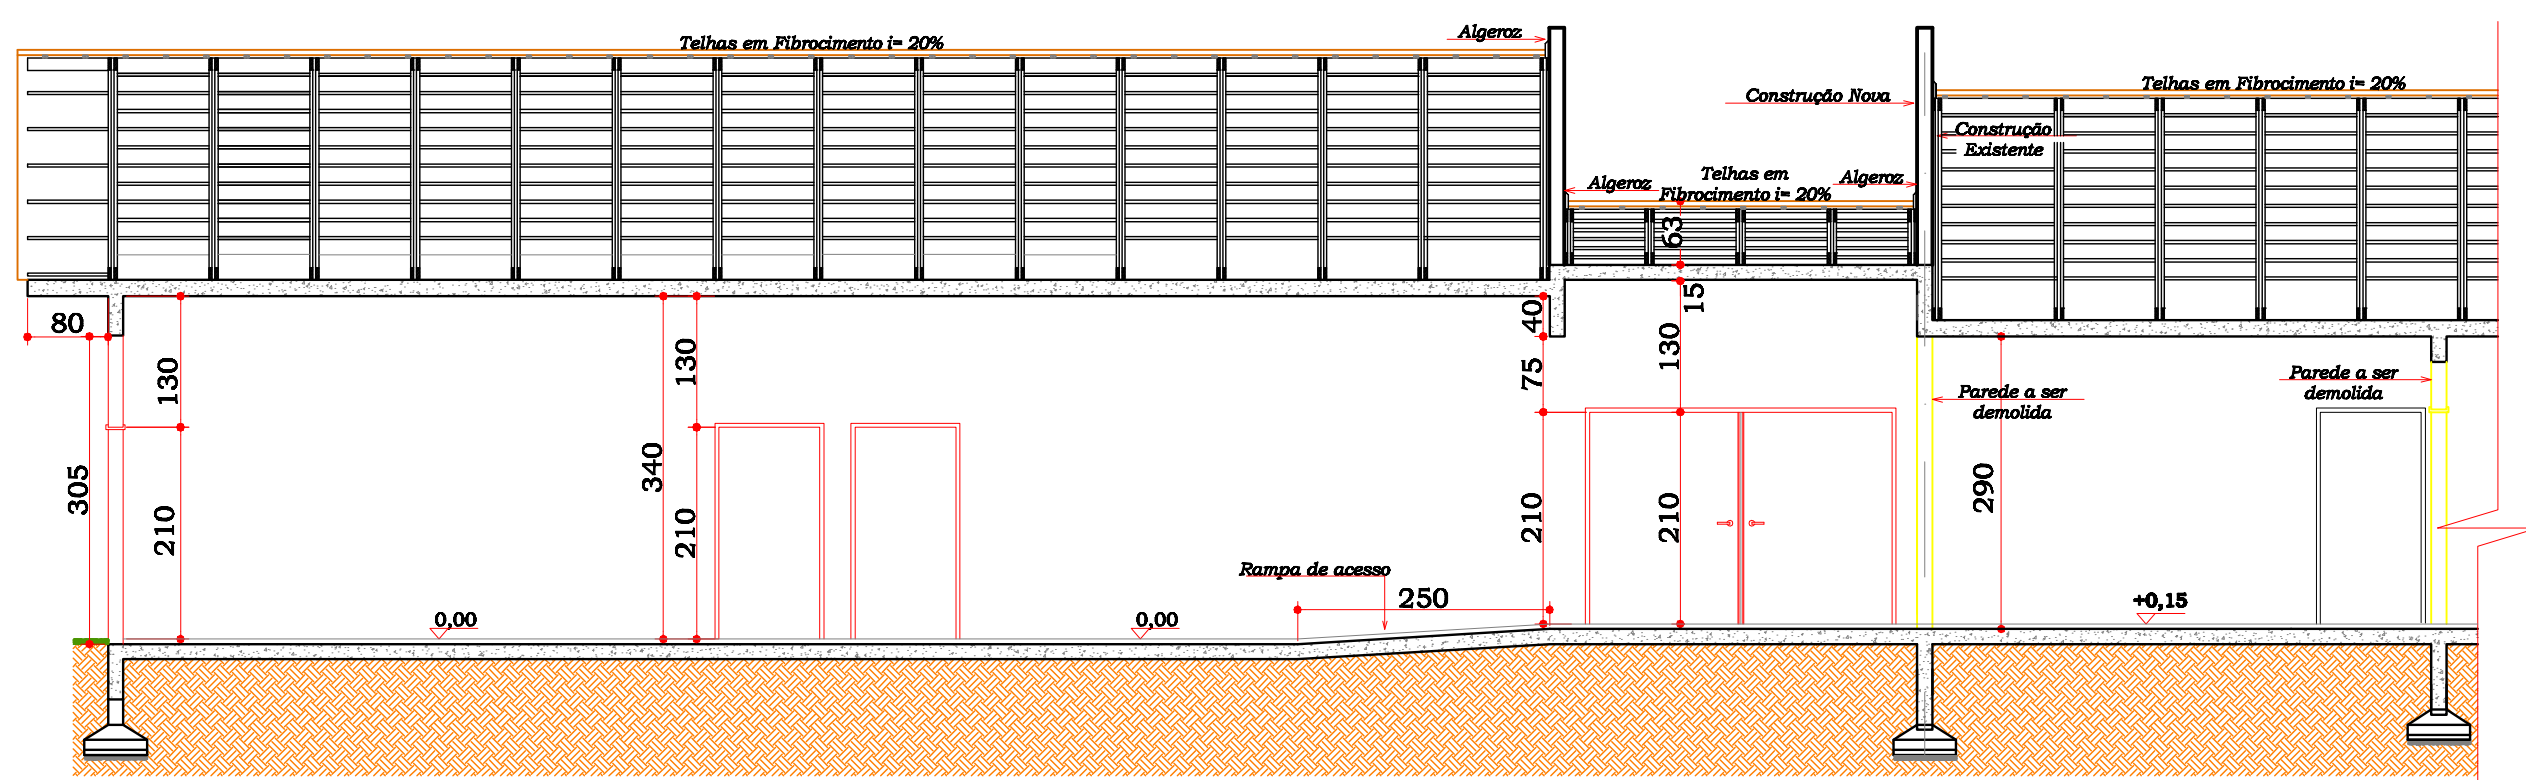 Telhas em Fibrocimento i= 20%
Algeroz
Construção Nova
Telhas em Fibrocimento i= 20%
Construção
Existente
Algeroz
Telhas em
Fibrocimento i= 20%
Algeroz
63
15
80
130
130
40
75
130
305
210
340
210
210
210
290
Parede a ser
demolida
Parede a ser
demolida
Rampa de acesso
250
0,00
0,00
+0,15